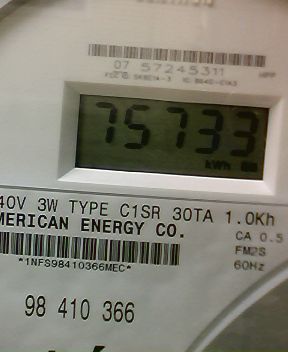 07 57245311
75733
kWh
40V 3W TYPE C1SR 30TA 1.0Kh
MERICAN ENERGY CO.
CA 0.5
FM2S
60Hz
*1NFS98410366MEC*
98 410 366